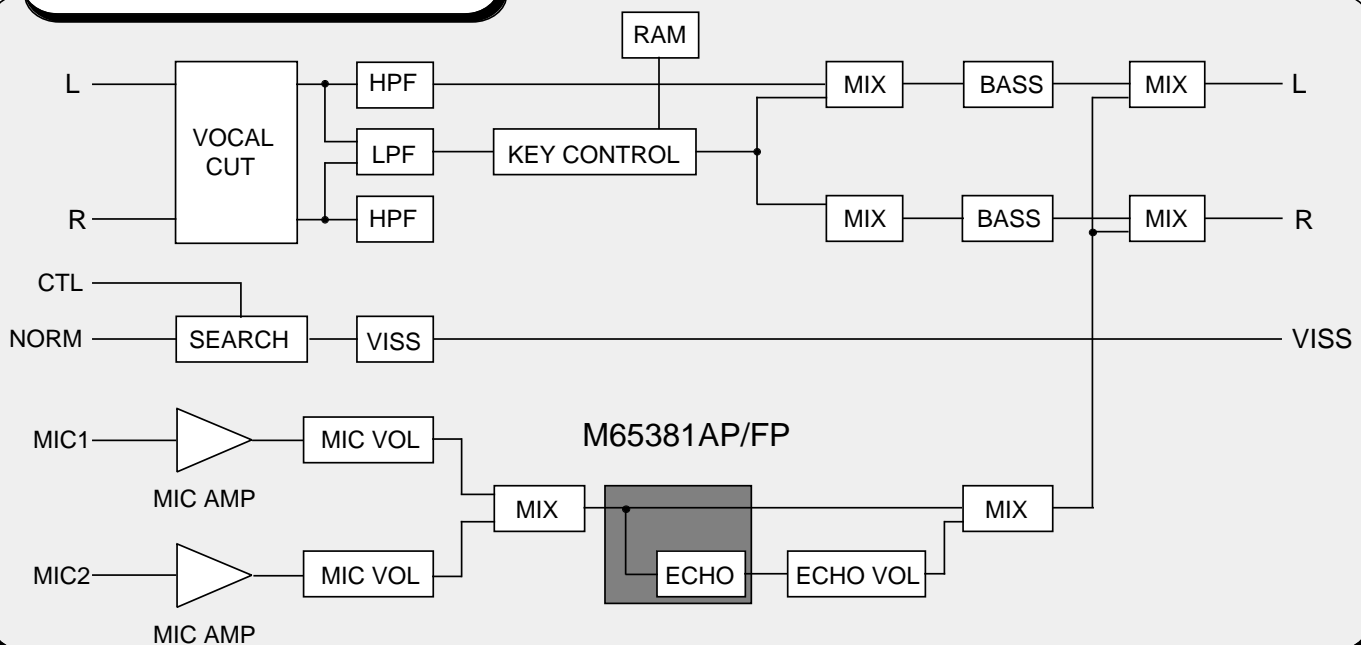 RAM
L
VOCAL
CUT
HPF
MIX
BASS
MIX
L
LPF
KEY CONTROL
R
HPF
MIX
BASS
MIX
R
CTL
NORM
SEARCH
VISS
VISS
MIC1
MIC VOL
M65381AP/FP
MIC AMP
MIX
MIX
MIC2
MIC VOL
ECHO
ECHO VOL
MIC AMP